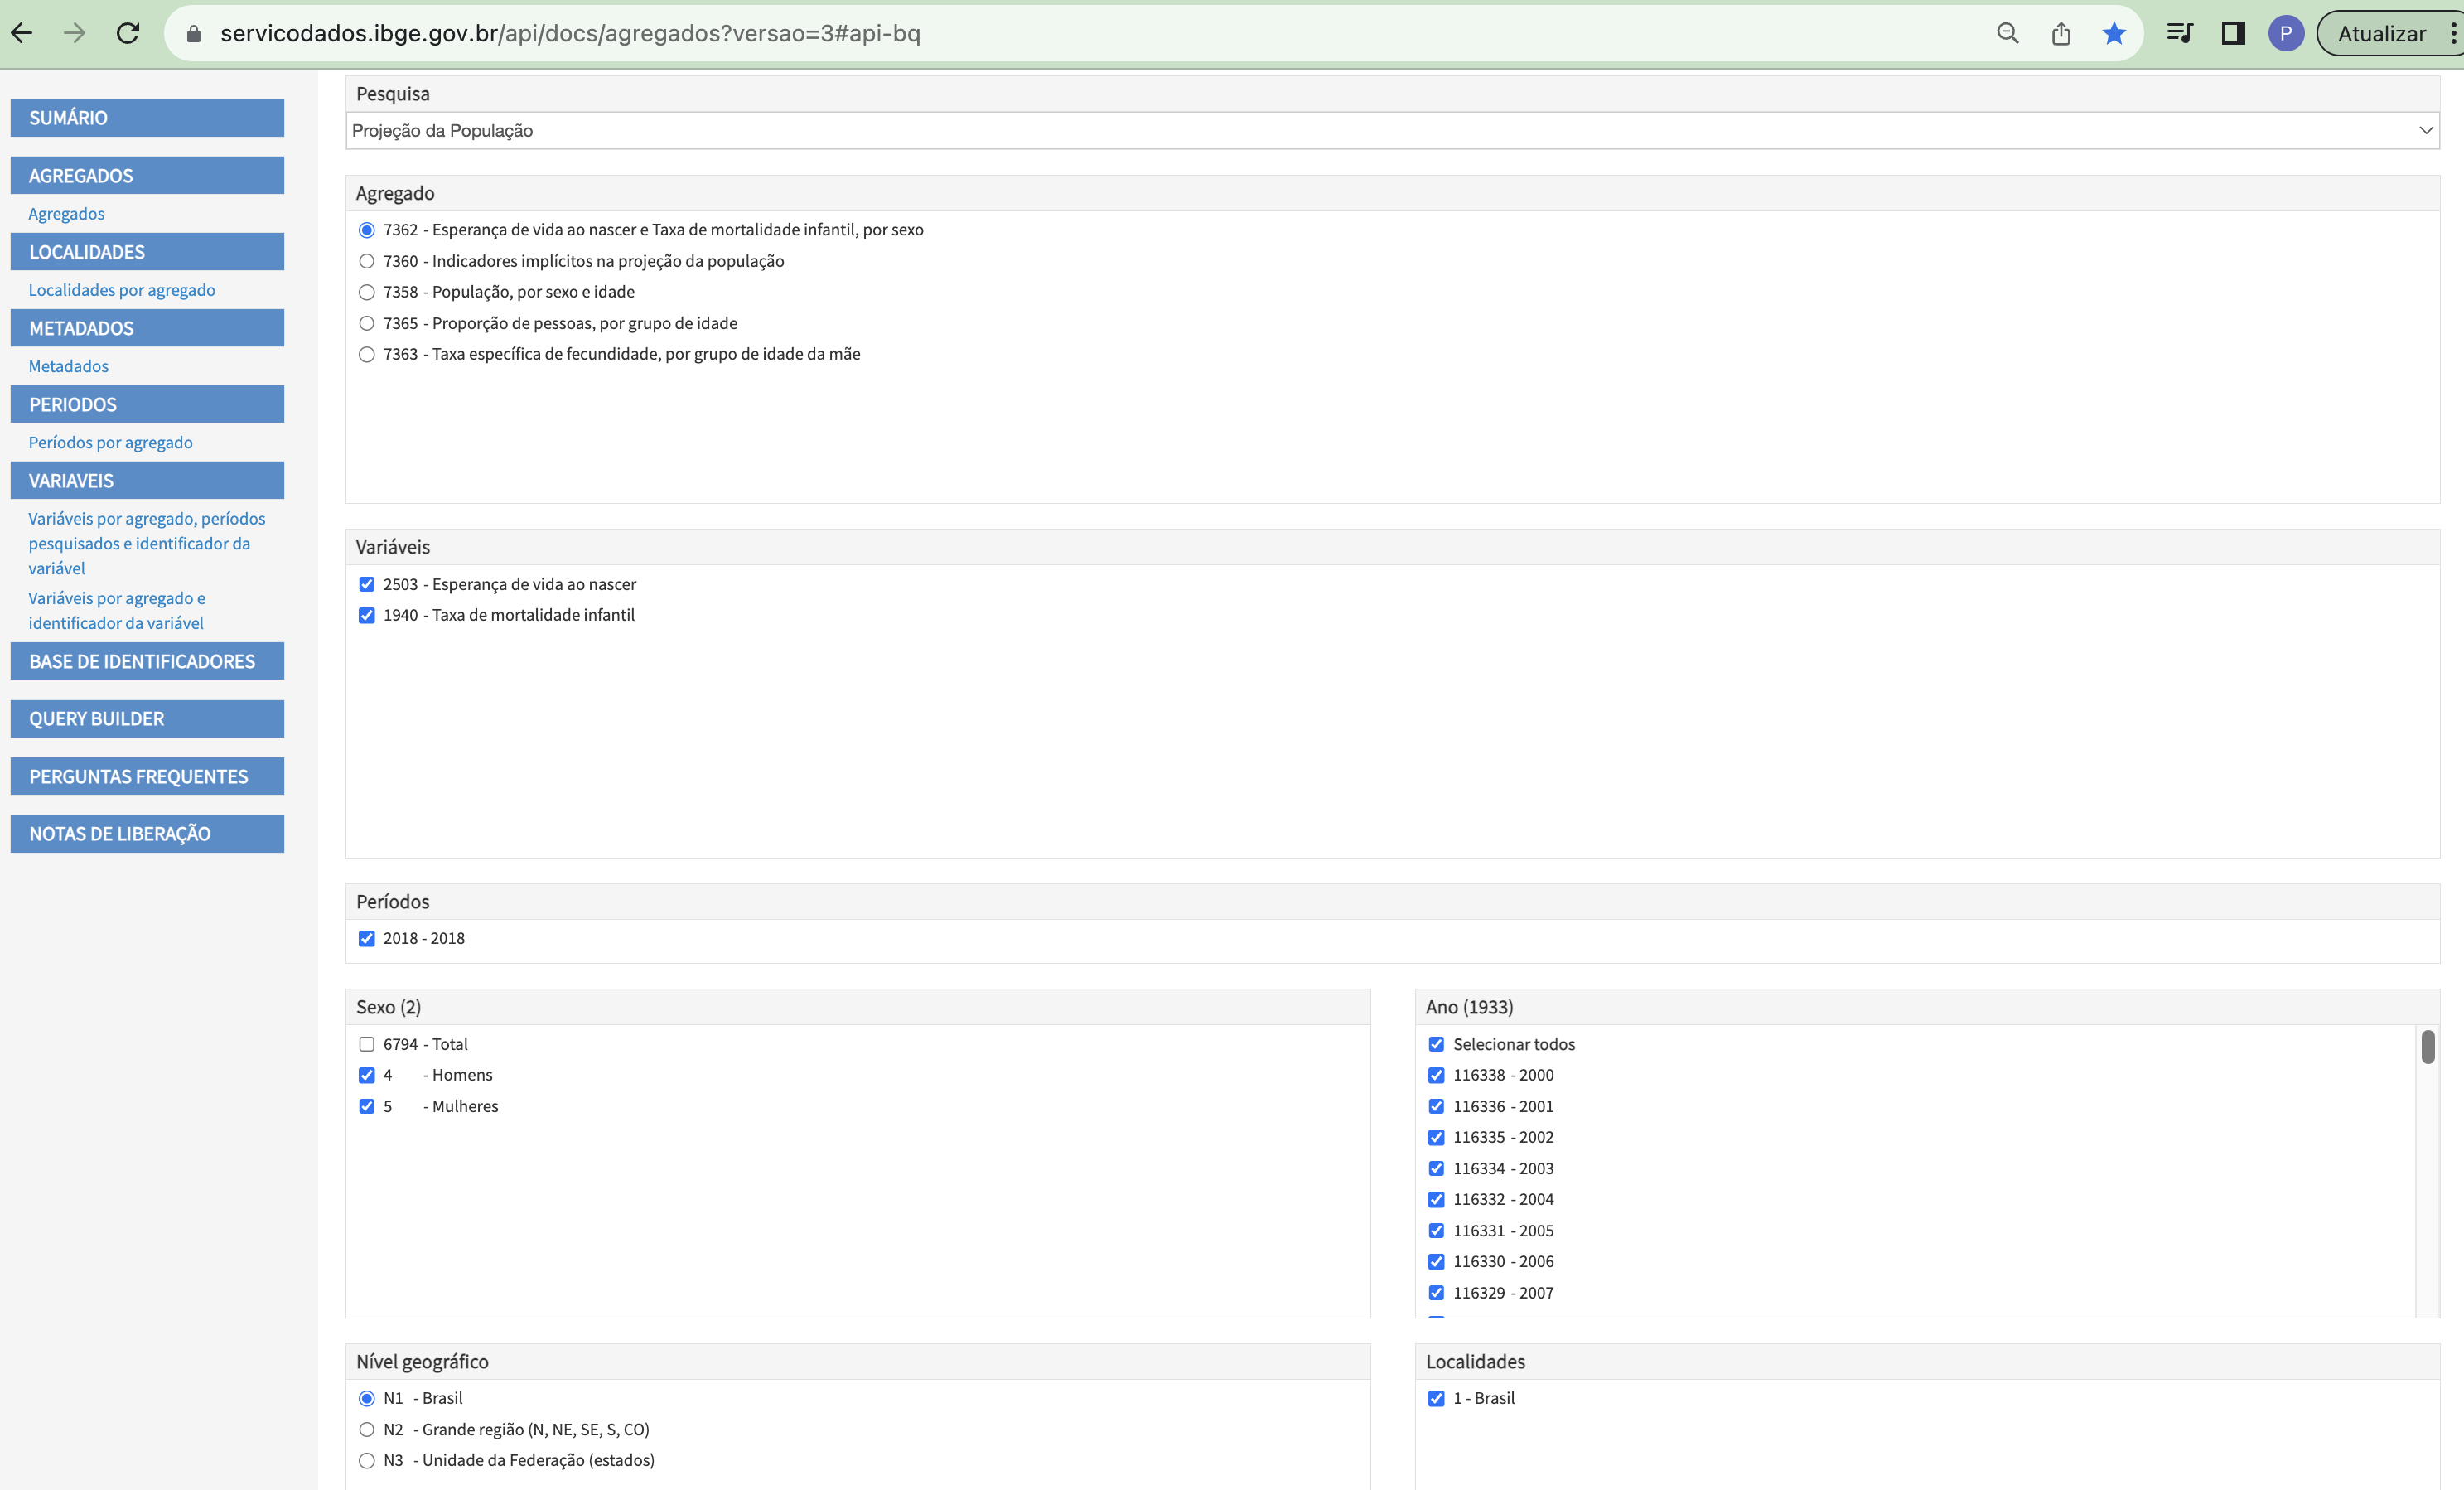 servicodados.ibge.gov.br/api/docs/agregados?versao=3#api-bq
P
Atualizar
SUMÁRIO
AGREGADOS
Agregados
LOCALIDADES
Localidades por agregado
METADADOS
Metadados
PERIODOS
Períodos por agregado
VARIAVEIS
Variáveis por agregado, períodos
pesquisados e identificador da
variável
Variáveis por agregado e
identificador da variável
BASE DE IDENTIFICADORES
QUERY BUILDER
PERGUNTAS FREQUENTES
NOTAS DE LIBERAÇÃO
Pesquisa
Projeção da População
Agregado
7362 - Esperança de vida ao nascer e Taxa de mortalidade infantil, por sexo
7360 - Indicadores implícitos na projeção da população
7358 - População, por sexo e idade
7365 - Proporção de pessoas, por grupo de idade
7363 - Taxa específica de fecundidade, por grupo de idade da mãe
Variáveis
2503 - Esperança de vida ao nascer
1940 - Taxa de mortalidade infantil
Períodos
2018 - 2018
Sexo (2)
6794 - Total
4 - Homens
5 - Mulheres
Ano (1933)
Selecionar todos
116338 - 2000
116336 - 2001
116335 - 2002
116334 - 2003
116332 - 2004
116331 - 2005
116330 - 2006
116329 - 2007
Nível geográfico
N1 - Brasil
N2 - Grande região (N, NE, SE, S, CO)
N3 - Unidade da Federação (estados)
Localidades
1 - Brasil